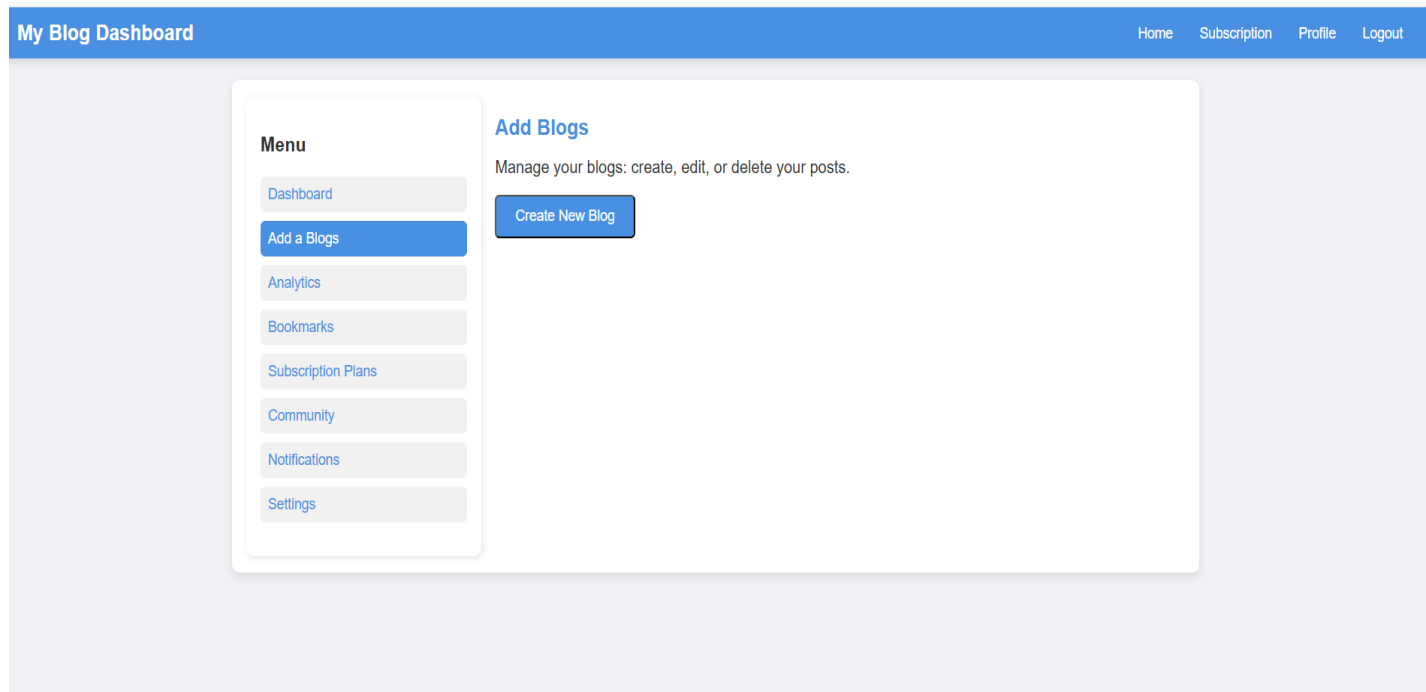 My Blog Dashboard
Home Subscription Profile Logout
Menu
Dashboard
Add a Blogs
Analytics
Bookmarks
Subscription Plans
Community
Notifications
Settings
Add Blogs
Manage your blogs: create, edit, or delete your posts.
Create New Blog